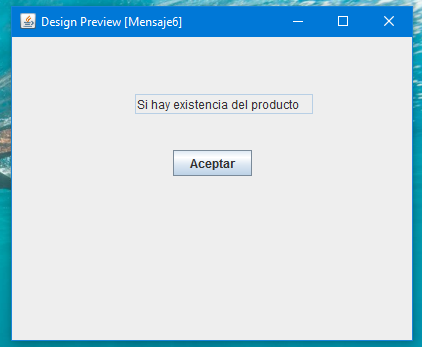 Design Preview [Mensaje6]
Si hay existencia del producto
Aceptar